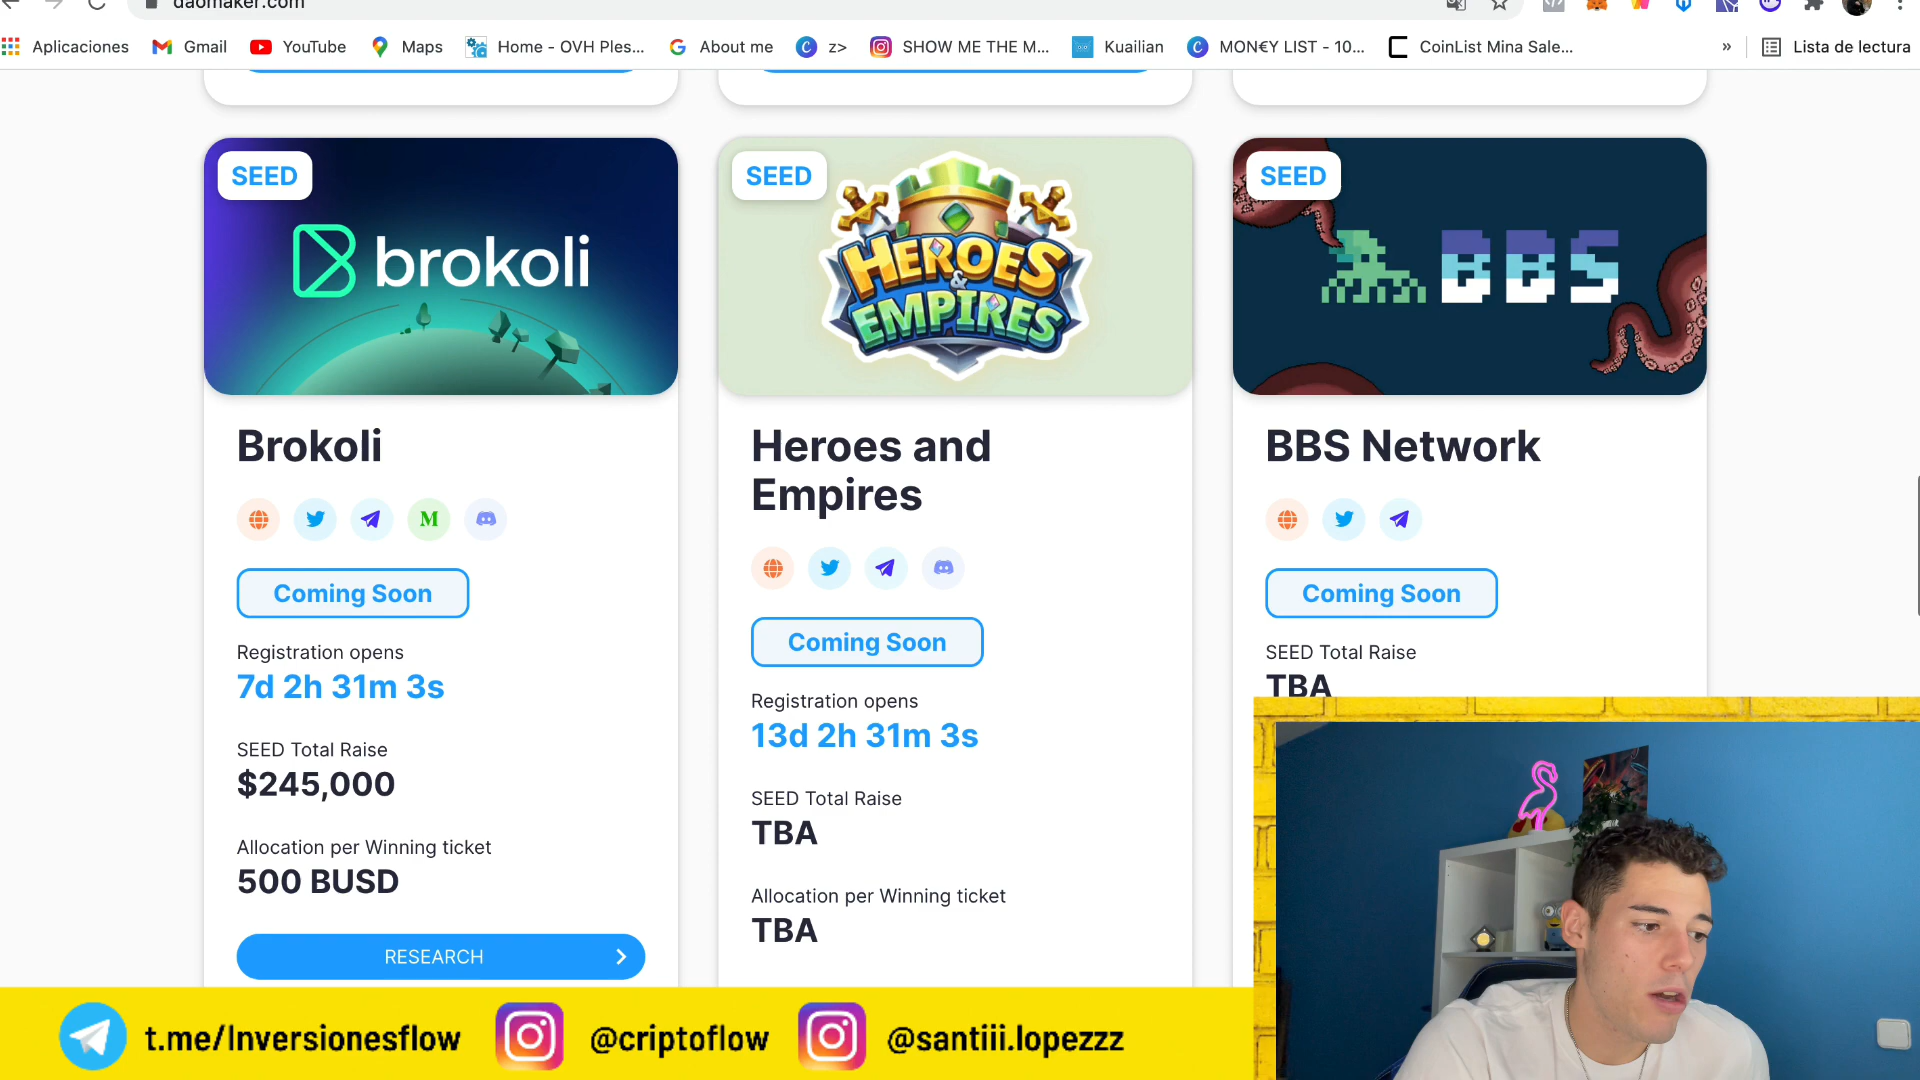 daomaker.com
Aplicaciones
Gmail
YouTube
Maps
Home - OVH Ples...
About me
z>
SHOW ME THE M...
Kuailian
MON€Y LIST - 10...
CoinList Mina Sale...
»
Lista de lectura
SEED
brokoli
Brokoli
Coming Soon
Registration opens
7d 2h 31m 3s
SEED Total Raise
$245,000
Allocation per Winning ticket
500 BUSD
RESEARCH
SEED
HEROES
&
EMPIRES
Heroes and
Empires
Coming Soon
Registration opens
13d 2h 31m 3s
SEED Total Raise
TBA
Allocation per Winning ticket
TBA
SEED
BBS
BBS Network
Coming Soon
SEED Total Raise
TBA
t.me/Inversionesflow
@criptoflow
@santiii.lopezzz